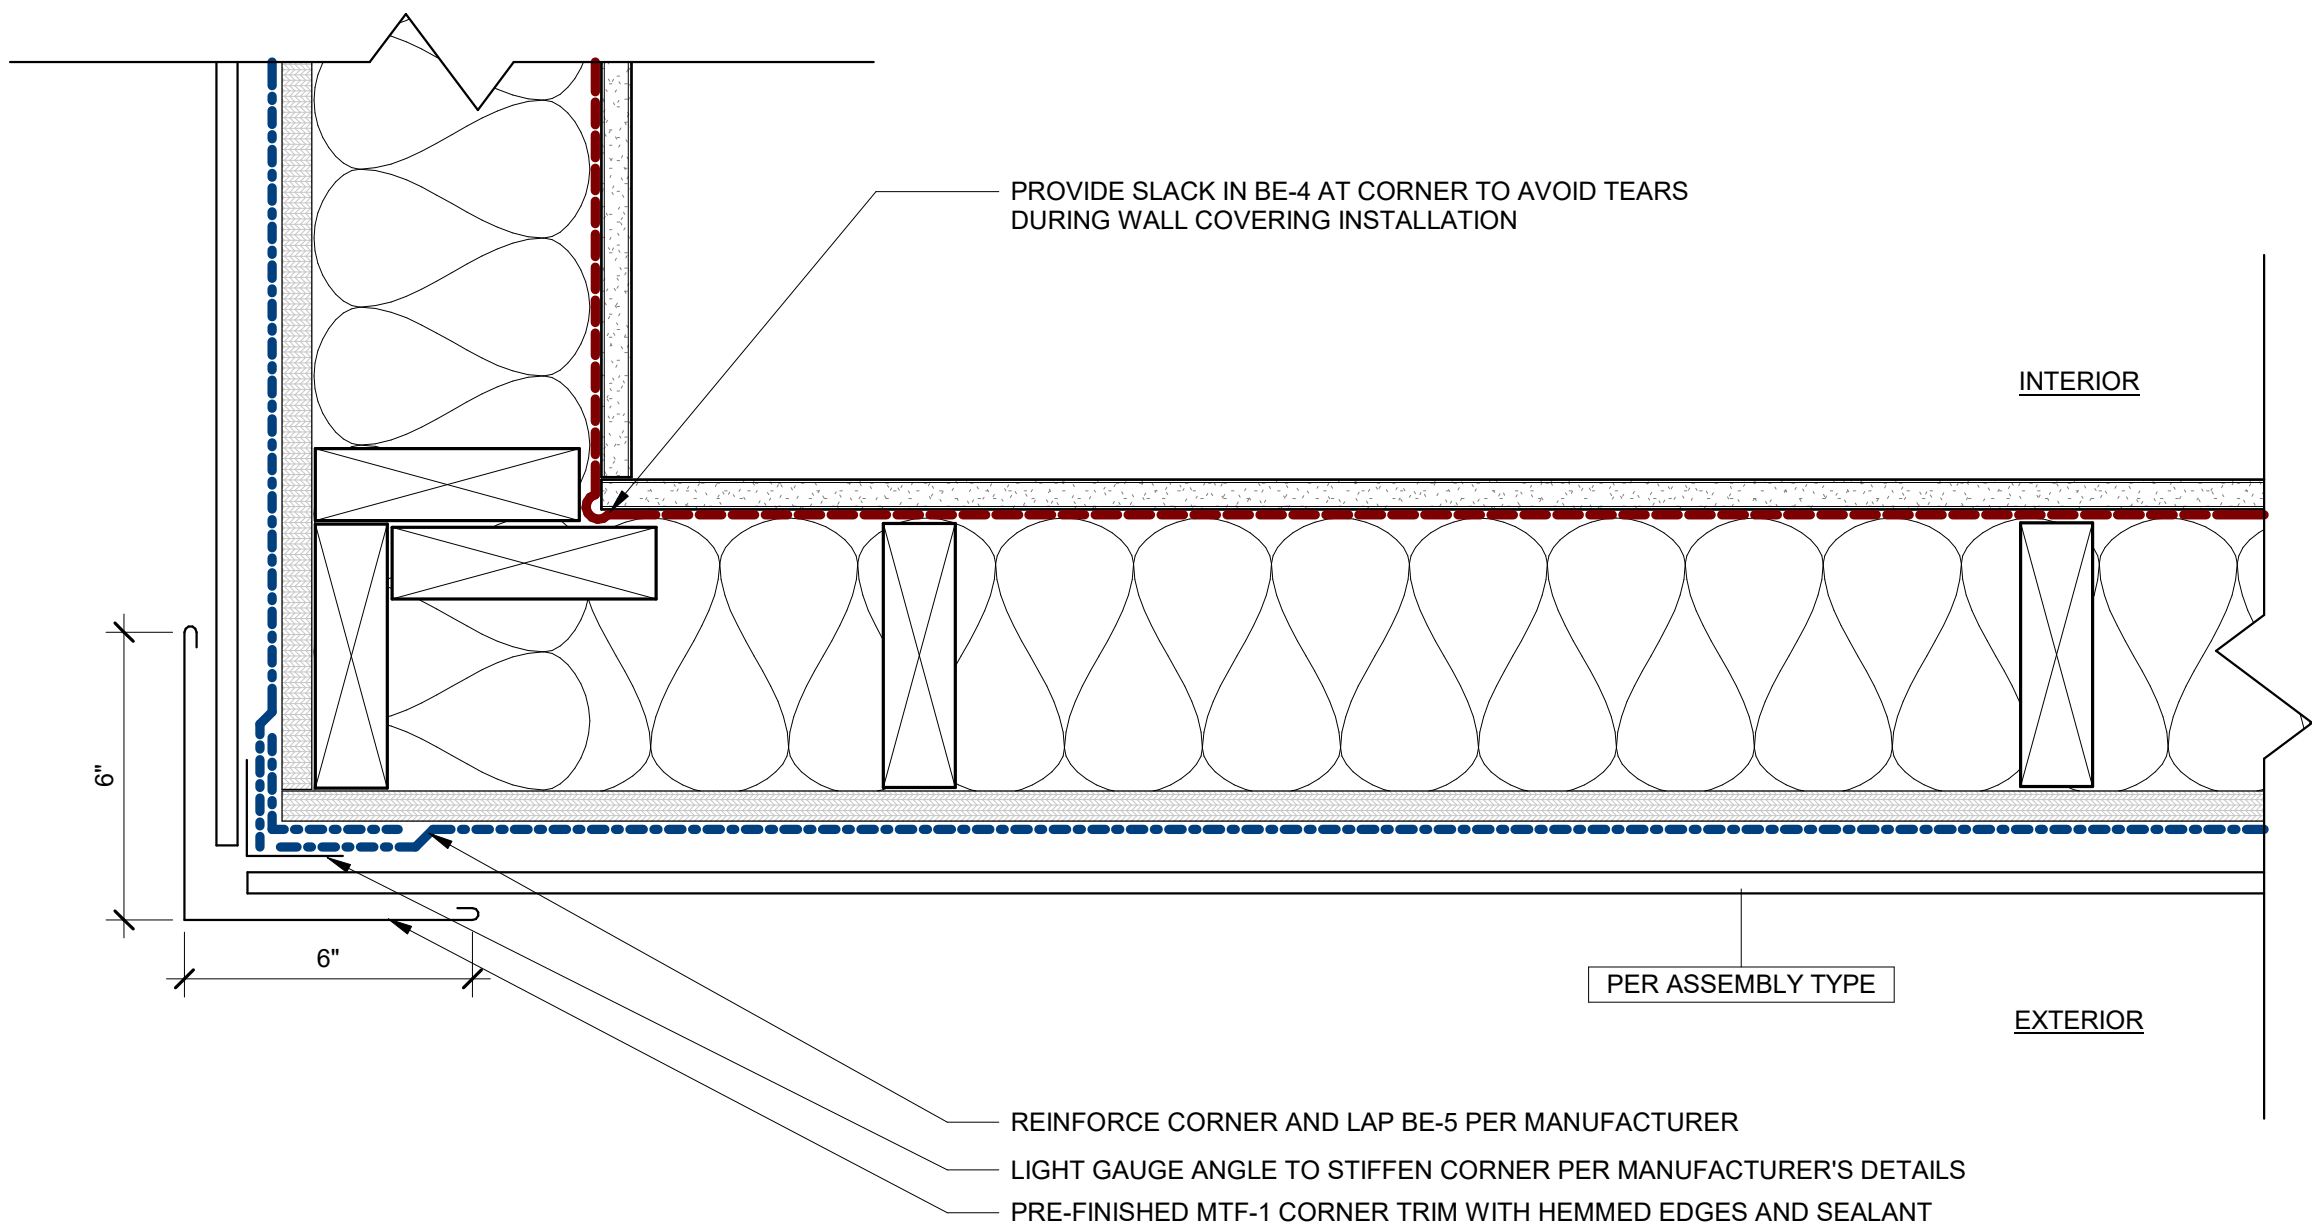 PROVIDE SLACK IN BE-4 AT CORNER TO AVOID TEARS
DURING WALL COVERING INSTALLATION
INTERIOR
6"
6"
PER ASSEMBLY TYPE
EXTERIOR
REINFORCE CORNER AND LAP BE-5 PER MANUFACTURER
LIGHT GAUGE ANGLE TO STIFFEN CORNER PER MANUFACTURER'S DETAILS
PRE-FINISHED MTF-1 CORNER TRIM WITH HEMMED EDGES AND SEALANT